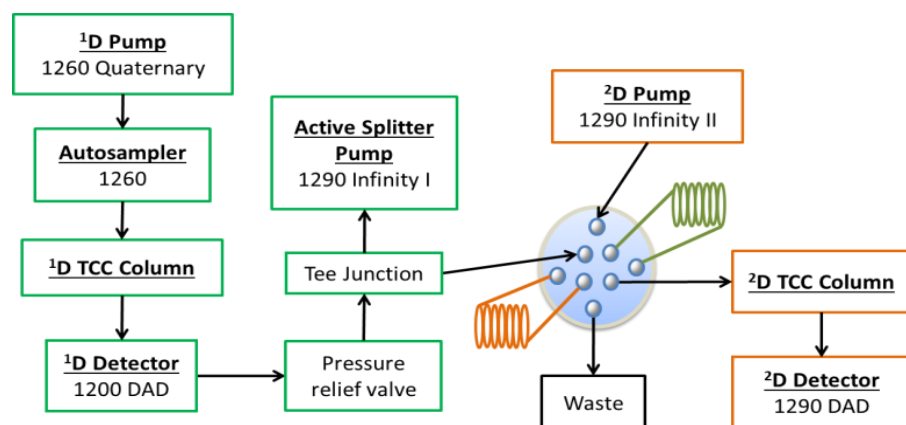 ¹D Pump
1260 Quaternary
Autosampler
1260
¹D TCC Column
¹D Detector
1200 DAD
Pressure
relief valve
Tee Junction
Active Splitter
Pump
1290 Infinity I
²D Pump
1290 Infinity II
Waste
²D TCC Column
²D Detector
1290 DAD